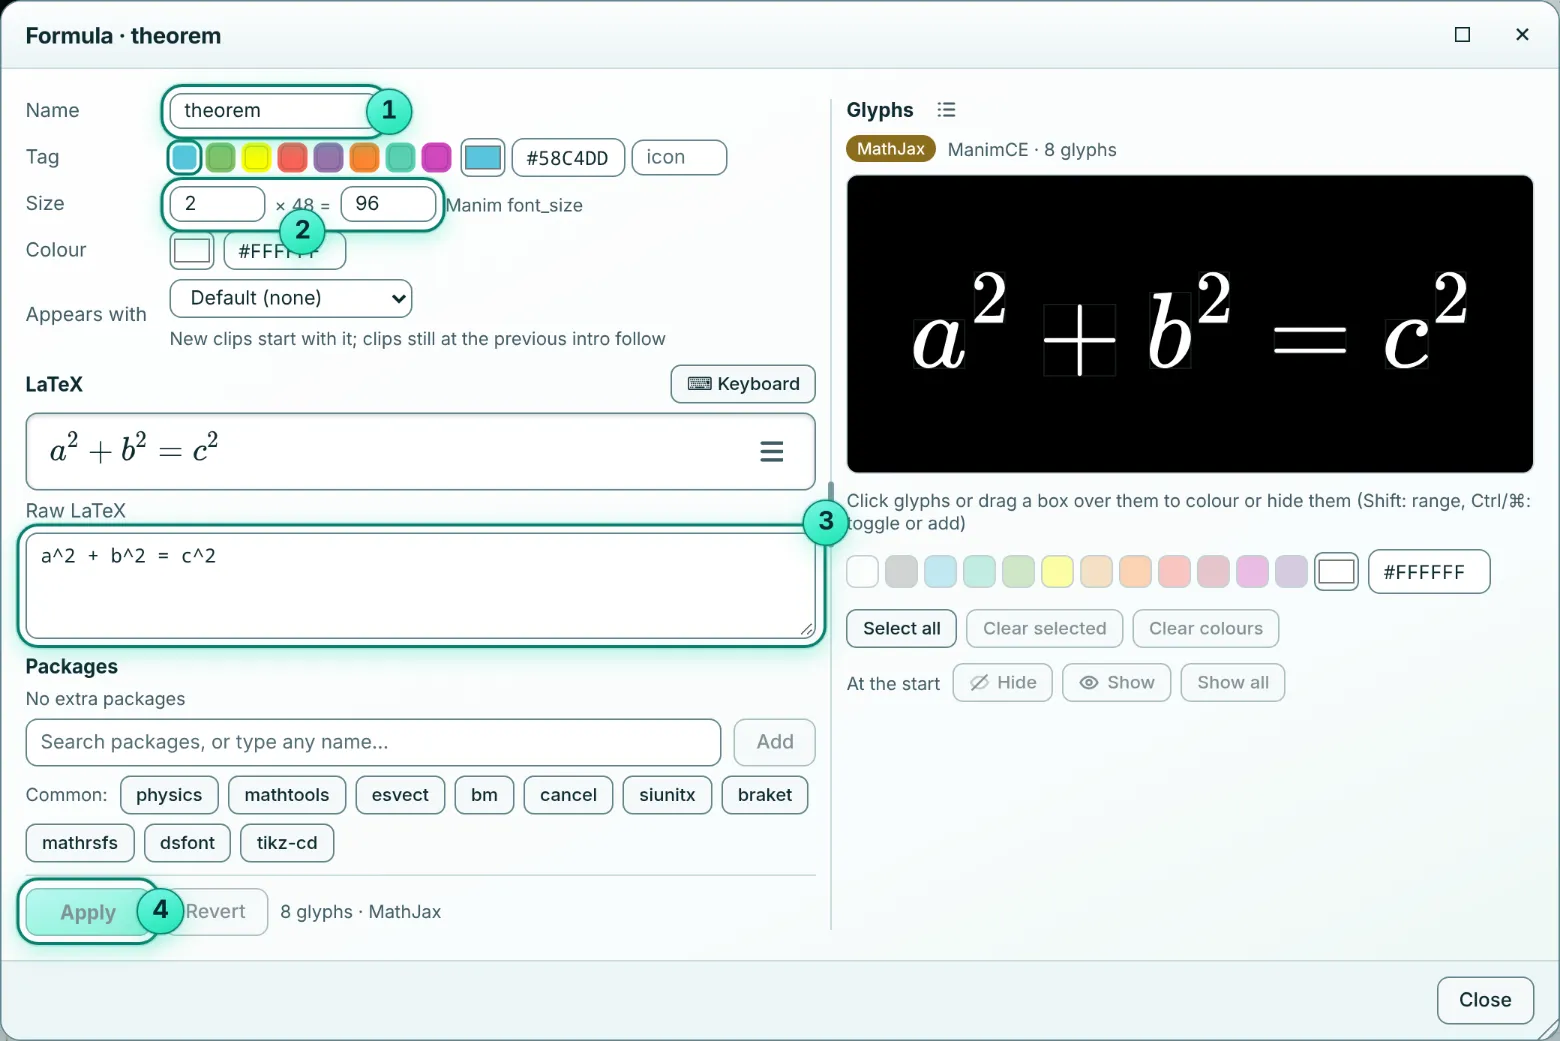 Formula · theorem
Name
theorem
1
Tag
#58C4DD
icon
Size
2
× 48 =
96
Manim font_size
2
Colour
Appears with
Default (none)
New clips start with it; clips still at the previous intro follow
LaTeX
Keyboard
a² + b² = c²
Raw LaTeX
3
a^2 + b^2 = c^2
Packages
No extra packages
Search packages, or type any name...
Add
Common:
physics
mathtools
esvect
bm
cancel
siunitx
braket
mathrsfs
dsfont
tikz-cd
Apply
4
Revert
8 glyphs · MathJax
Glyphs
MathJax
ManimCE · 8 glyphs
a² + b² = c²
Click glyphs or drag a box over them to colour or hide them (Shift: range, Ctrl/⌘:
toggle or add)
#FFFFFF
Select all
Clear selected
Clear colours
At the start
Hide
Show
Show all
Close